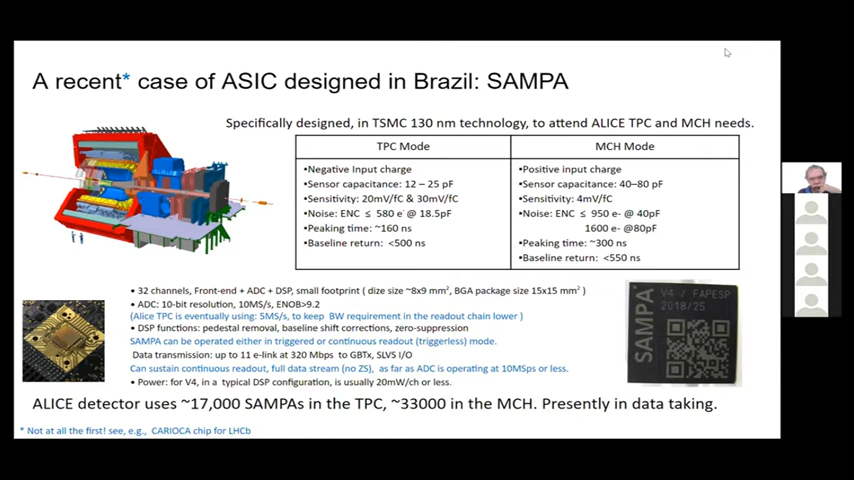 A recent* case of ASIC designed in Brazil: SAMPA
Specifically designed, in TSMC 130 nm technology, to attend ALICE TPC and MCH needs.
TPC Mode
•Negative Input charge
•Sensor capacitance: 12 – 25 pF
•Sensitivity: 20mV/fC & 30mV/fC
•Noise: ENC ≤ 580 e⁻ @ 18.5pF
•Peaking time: ~160 ns
•Baseline return: <500 ns
MCH Mode
•Positive input charge
•Sensor capacitance: 40–80 pF
•Sensitivity: 4mV/fC
•Noise: ENC ≤ 950 e- @ 40pF
1600 e- @80pF
•Peaking time: ~300 ns
•Baseline return: <550 ns
• 32 channels, Front-end + ADC + DSP, small footprint ( dize size ~8x9 mm², BGA package size 15x15 mm² )
• ADC: 10-bit resolution, 10MS/s, ENOB>9.2
(Alice TPC is eventually using: 5MS/s, to keep BW requirement in the readout chain lower )
• DSP functions: pedestal removal, baseline shift corrections, zero-suppression
SAMPA can be operated either in triggered or continuous readout (triggerless) mode.
Data transmission: up to 11 e-link at 320 Mbps to GBTx, SLVS I/O
Can sustain continuous readout, full data stream (no ZS), as far as ADC is operating at 10MSps or less.
• Power: for V4, in a typical DSP configuration, is usually 20mW/ch or less.
SAMPA
V4 / FAPESP
2018/25
ALICE detector uses ~17,000 SAMPAs in the TPC, ~33000 in the MCH. Presently in data taking.
* Not at all the first! see, e.g., CARIOCA chip for LHCb